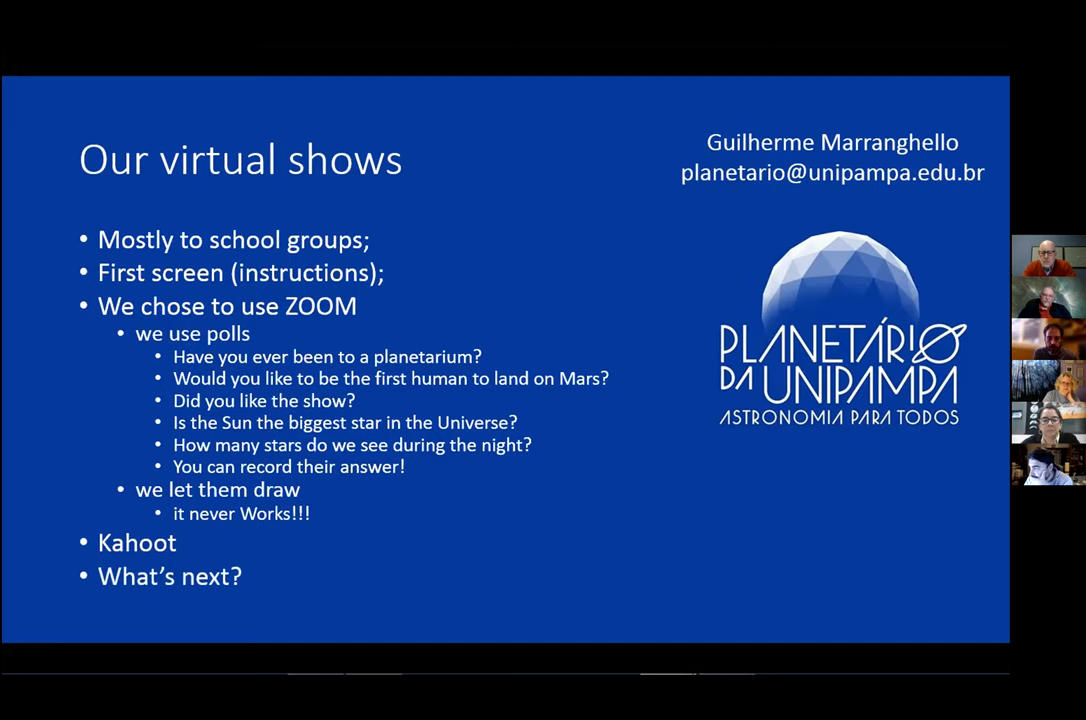 Our virtual shows
Guilherme Marranghello
planetario@unipampa.edu.br
• Mostly to school groups;
• First screen (instructions);
• We chose to use ZOOM
• we use polls
• Have you ever been to a planetarium?
• Would you like to be the first human to land on Mars?
• Did you like the show?
• Is the Sun the biggest star in the Universe?
• How many stars do we see during the night?
• You can record their answer!
• we let them draw
• it never Works!!!
• Kahoot
• What's next?
PLANETÁRIO
DA UNIPAMPA
ASTRONOMIA PARA TODOS